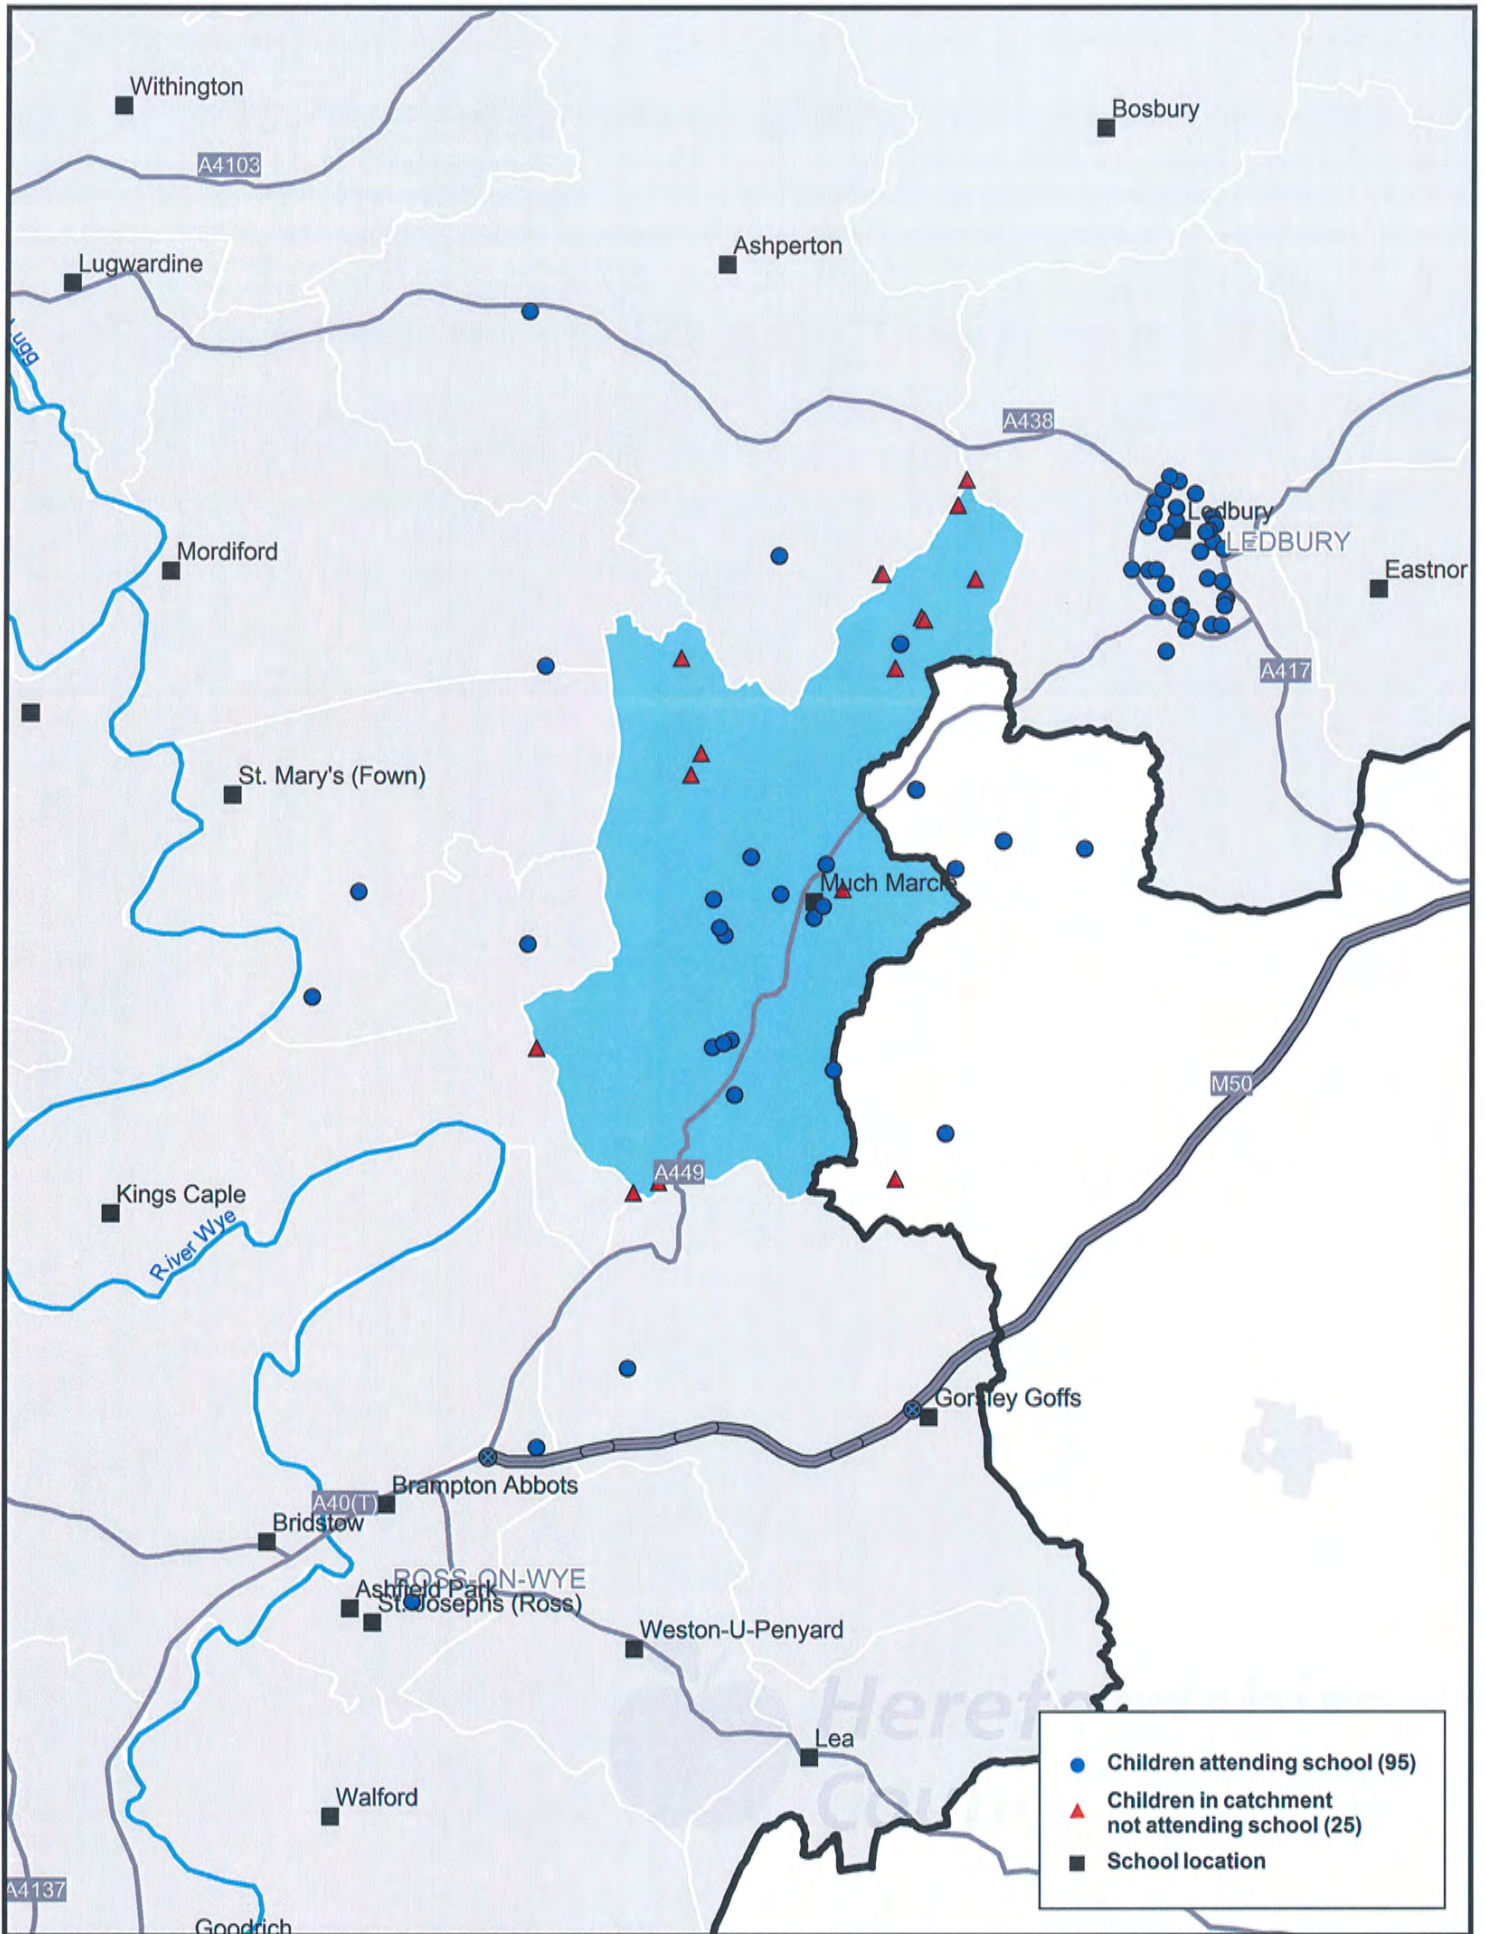 Withington
Bosbury
A4103
Ashperton
Lugwardine
Lugg
A438
Ledbury
LEDBURY
Mordiford
Eastnor
A417
St. Mary's (Fown)
Much Marcle
M50
A449
Kings Caple
River Wye
Gorsley Goffs
Brampton Abbots
A40(T)
Bridstow
ROSS-ON-WYE
Ashfield Park
St. Josephs (Ross)
Weston-U-Penyard
Herefordshire
Lea
Council
Walford
Children attending school (95)
Children in catchment
not attending school (25)
School location
A4137
Goodrich